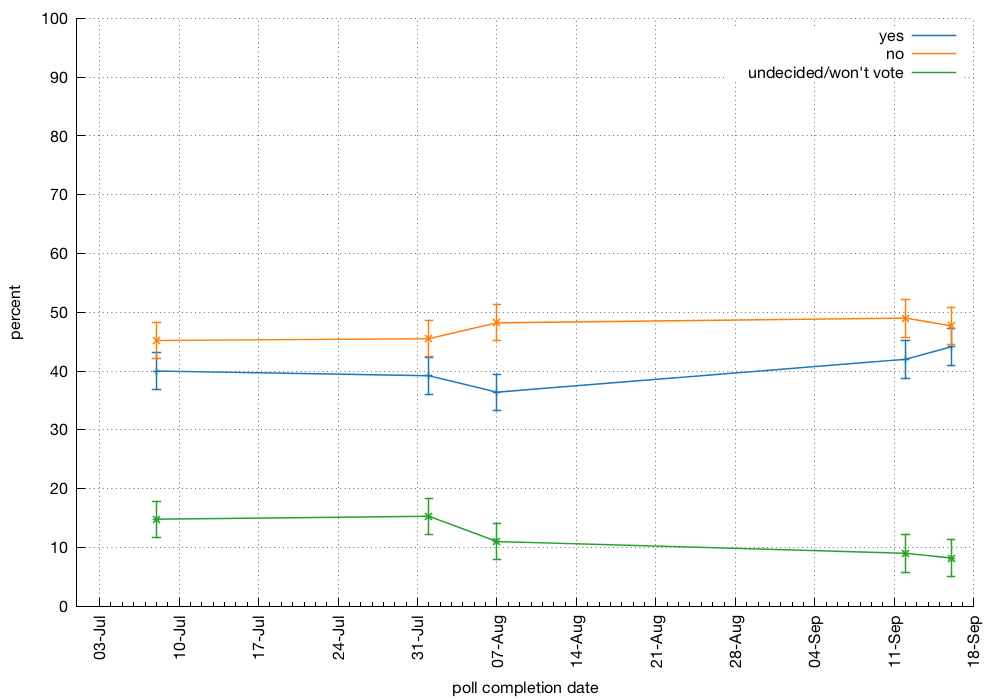 100
90
80
70
60
50
40
30
20
10
0
percent
yes
no
undecided/won't vote
03-Jul
10-Jul
17-Jul
24-Jul
31-Jul
07-Aug
14-Aug
21-Aug
28-Aug
04-Sep
11-Sep
18-Sep
poll completion date